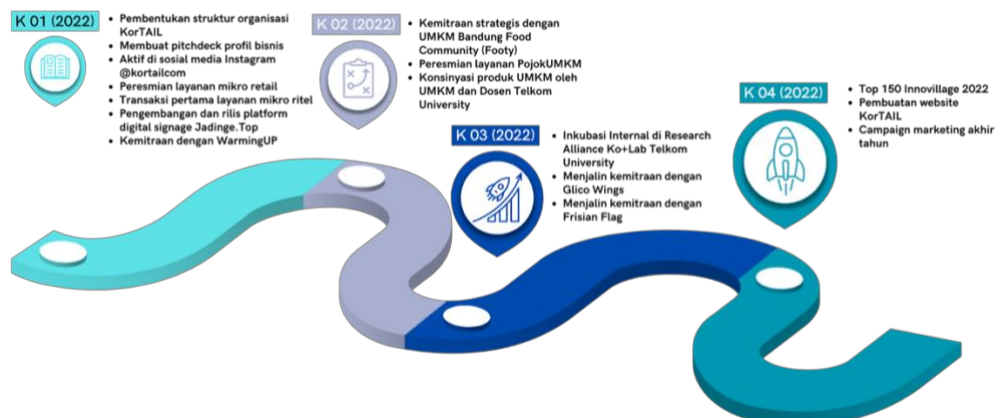 K 01 (2022)
• Pembentukan struktur organisasi
KorTAIL
• Membuat pitchdeck profil bisnis
• Aktif di sosial media Instagram
@kortailcom
• Peresmian layanan mikro retail
• Transaksi pertama layanan mikro ritel
• Pengembangan dan rilis platform
digital signage Jadinge.Top
• Kemitraan dengan WarmingUP
K 02 (2022)
• Kemitraan strategis dengan
UMKM Bandung Food
Community (Footy)
• Peresmian layanan PojokUMKM
• Konsinyasi produk UMKM oleh
UMKM dan Dosen Telkom
University
K 03 (2022)
• Inkubasi Internal di Research
Alliance Ko+Lab Telkom
University
• Menjalin kemitraan dengan
Glico Wings
• Menjalin kemitraan dengan
Frisian Flag
K 04 (2022)
• Top 150 Innovillage 2022
• Pembuatan website
KorTAIL
• Campaign marketing akhir
tahun